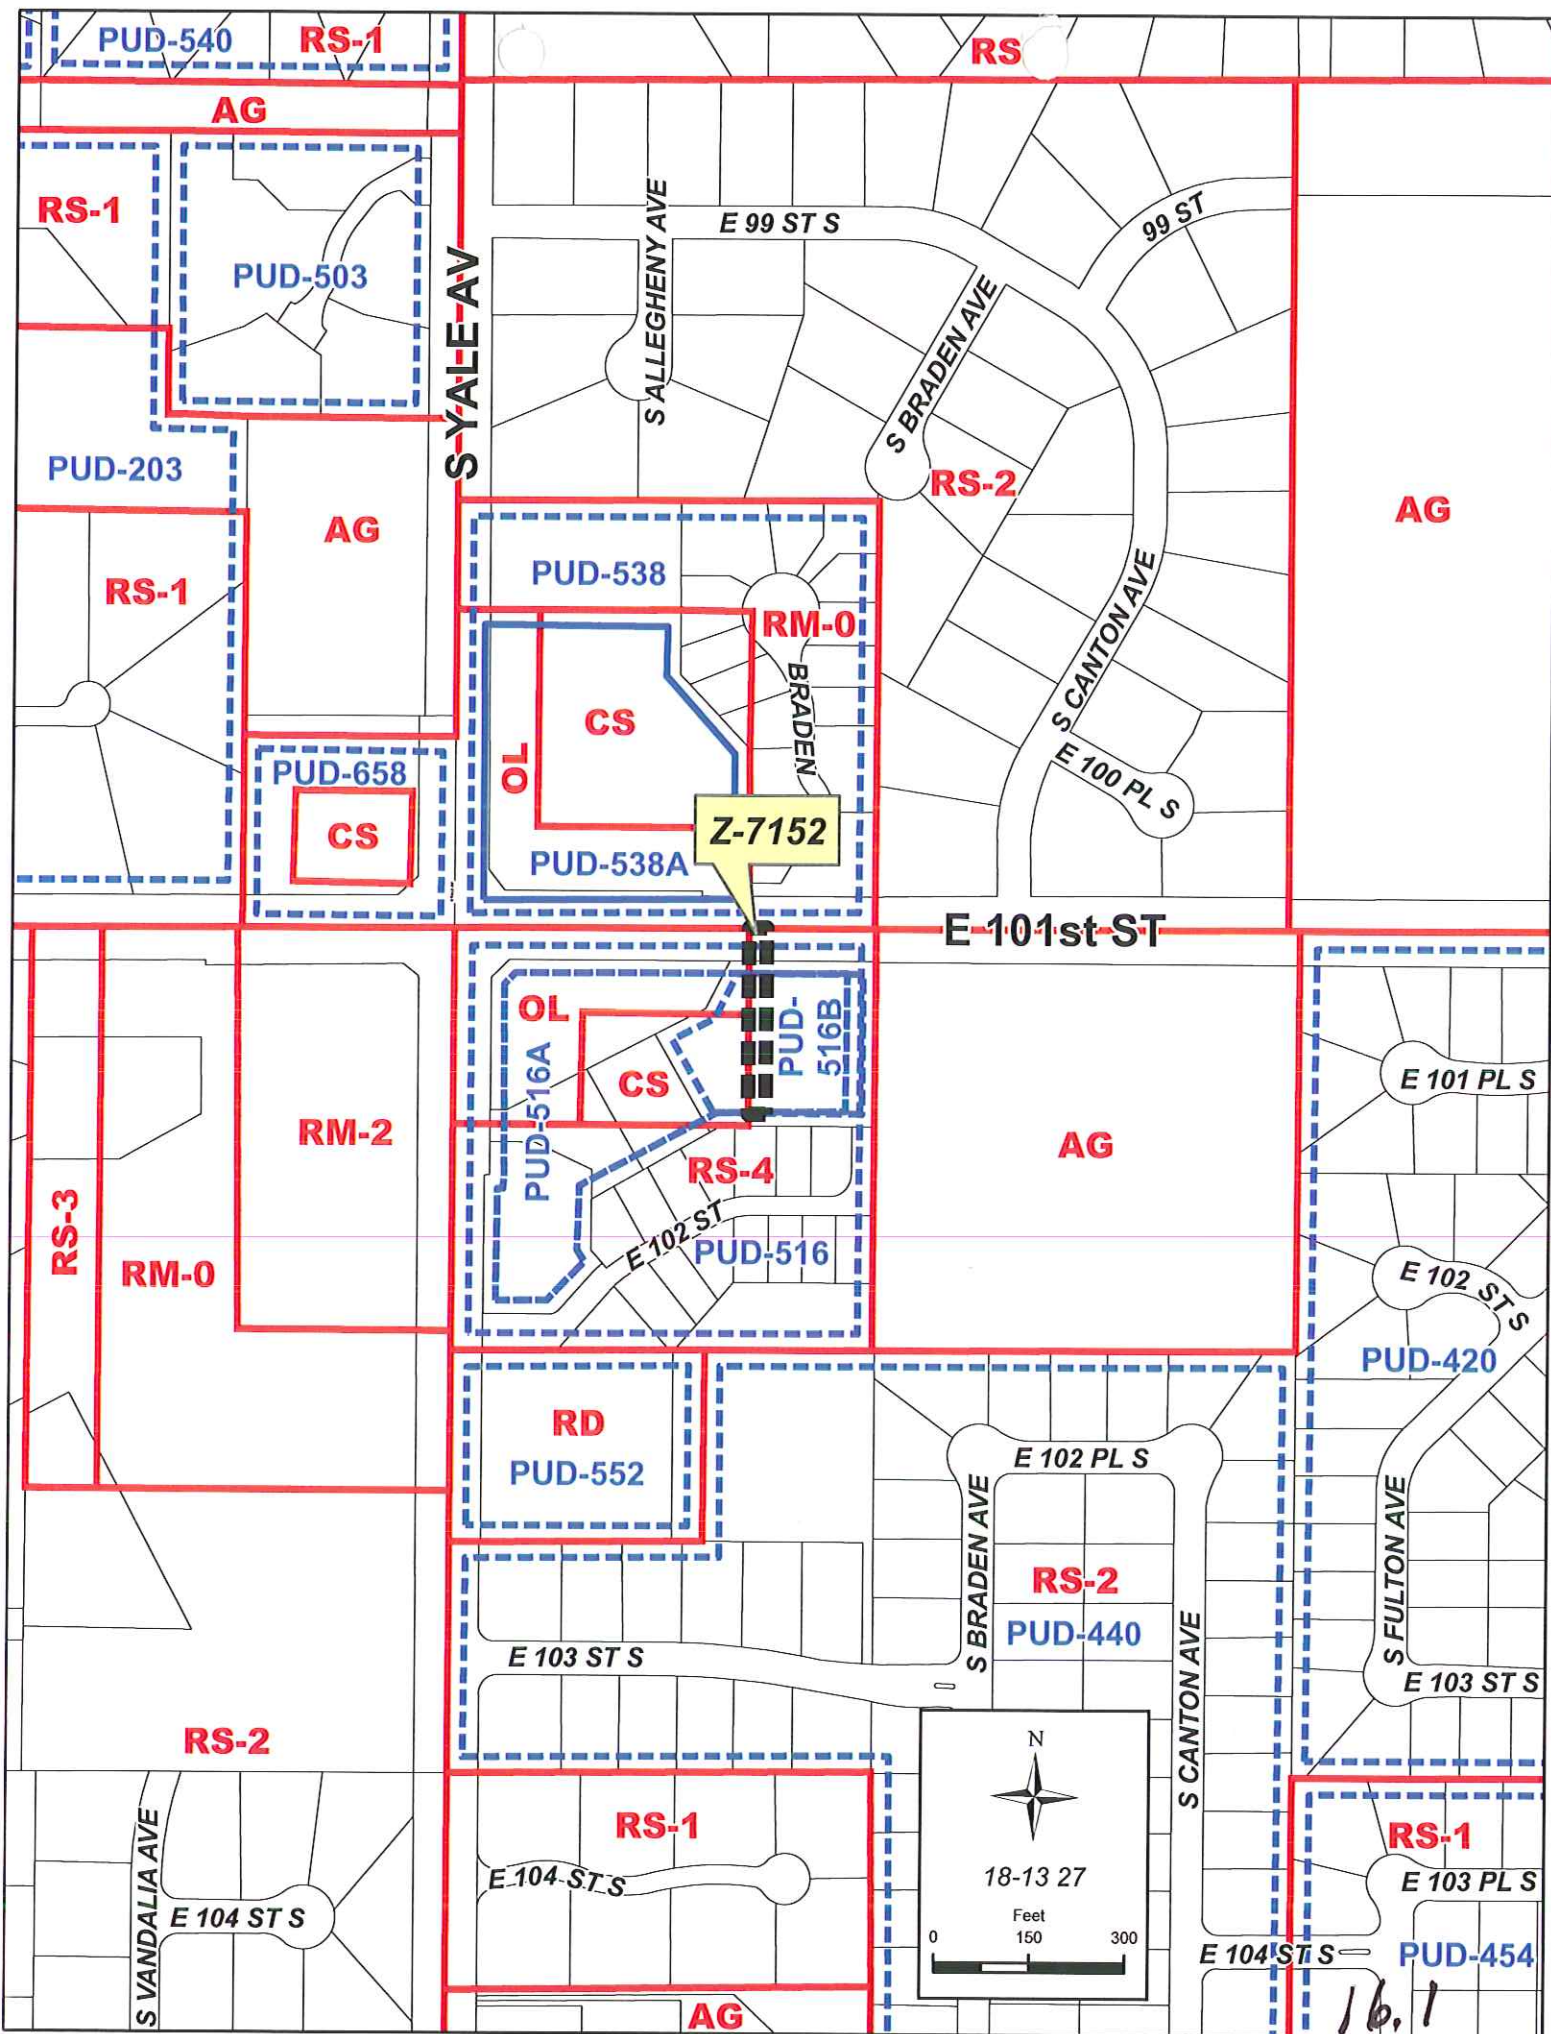 PUD-540
RS-1
RS
AG
RS-1
PUD-503
S YALE AV
S ALLEGHENY AVE
E 99 ST S
99 ST
S BRADEN AVE
RS-2
AG
PUD-203
AG
RS-1
PUD-538
RM-0
BRADEN
S CANTON AVE
E 100 PL S
CS
OL
PUD-658
CS
Z-7152
PUD-538A
E 101st ST
OL
PUD-516A
CS
PUD-
516B
E 101 PL S
RM-2
RS-4
AG
RS-3
RM-0
E 102 ST
PUD-516
E 102 ST S
PUD-420
RD
PUD-552
E 102 PL S
S BRADEN AVE
RS-2
PUD-440
S CANTON AVE
S FULTON AVE
E 103 ST S
E 103 ST S
RS-2
N
18-13 27
Feet
0 150 300
RS-1
E 104 ST S
RS-1
E 103 PL S
S VANDALIA AVE
E 104 ST S
E 104 ST S
PUD-454
AG
16.1